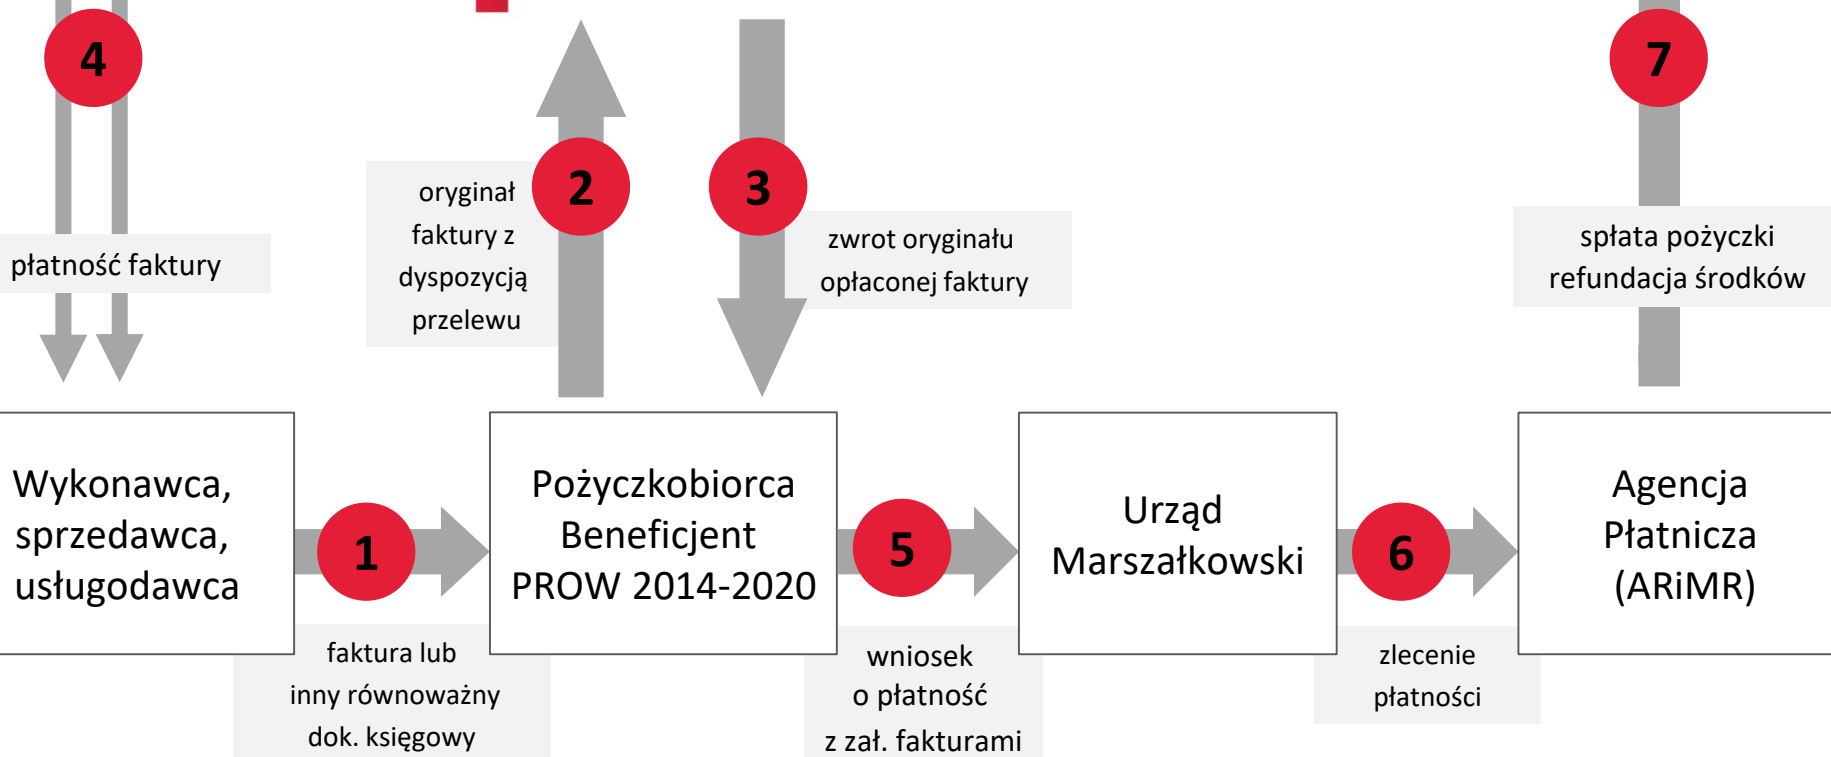 4
7
2
3
oryginał
faktury z
dyspozycją
przelewu
zwrot oryginału
opłaconej faktury
płatność faktury
spłata pożyczki
refundacja środków
Wykonawca,
sprzedawca,
usługodawca
1
faktura lub
inny równoważny
dok. księgowy
Pożyczkobiorca
Beneficjent
PROW 2014-2020
5
wniosek
o płatność
z zał. fakturami
Urząd
Marszałkowski
6
zlecenie
płatności
Agencja
Płatnicza
(ARiMR)